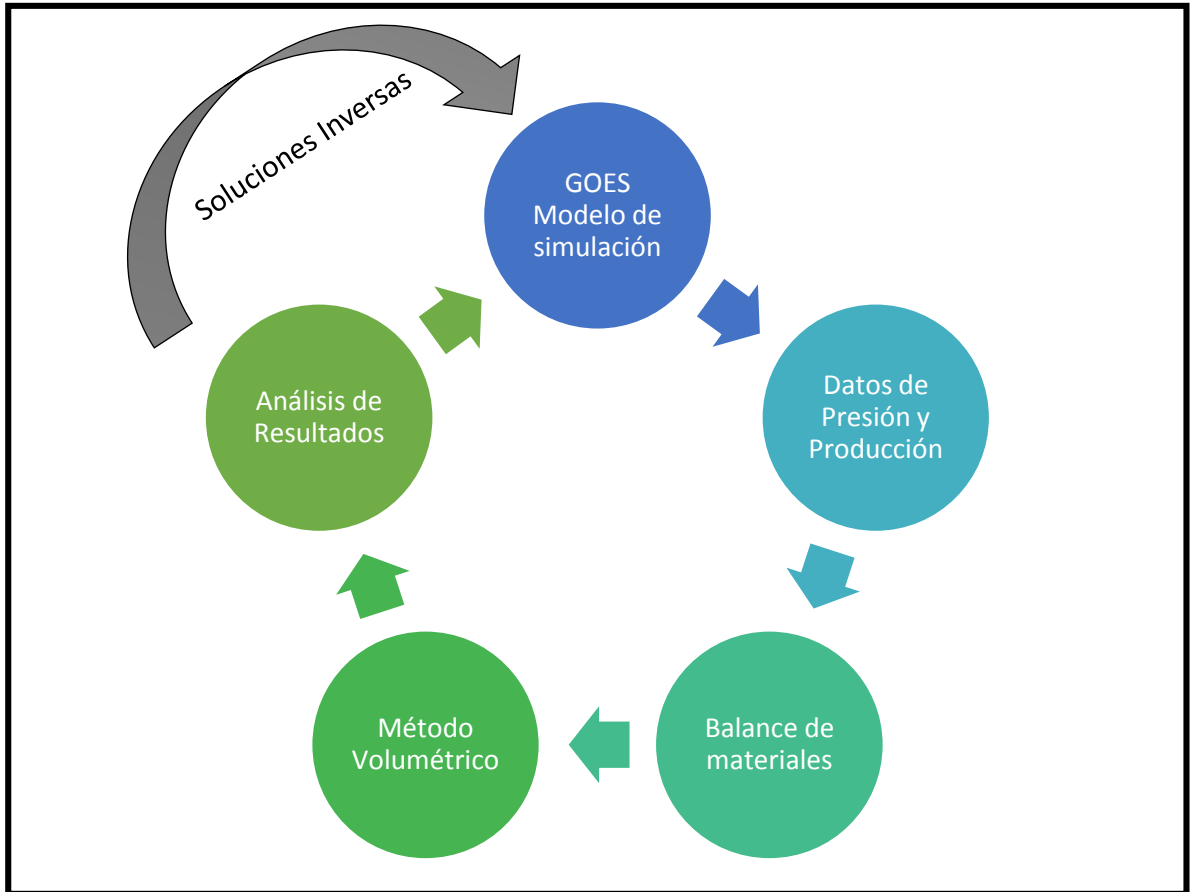 Soluciones Inversas
GOES
Modelo de
simulación
Datos de
Presión y
Producción
Balance de
materiales
Método
Volumétrico
Análisis de
Resultados